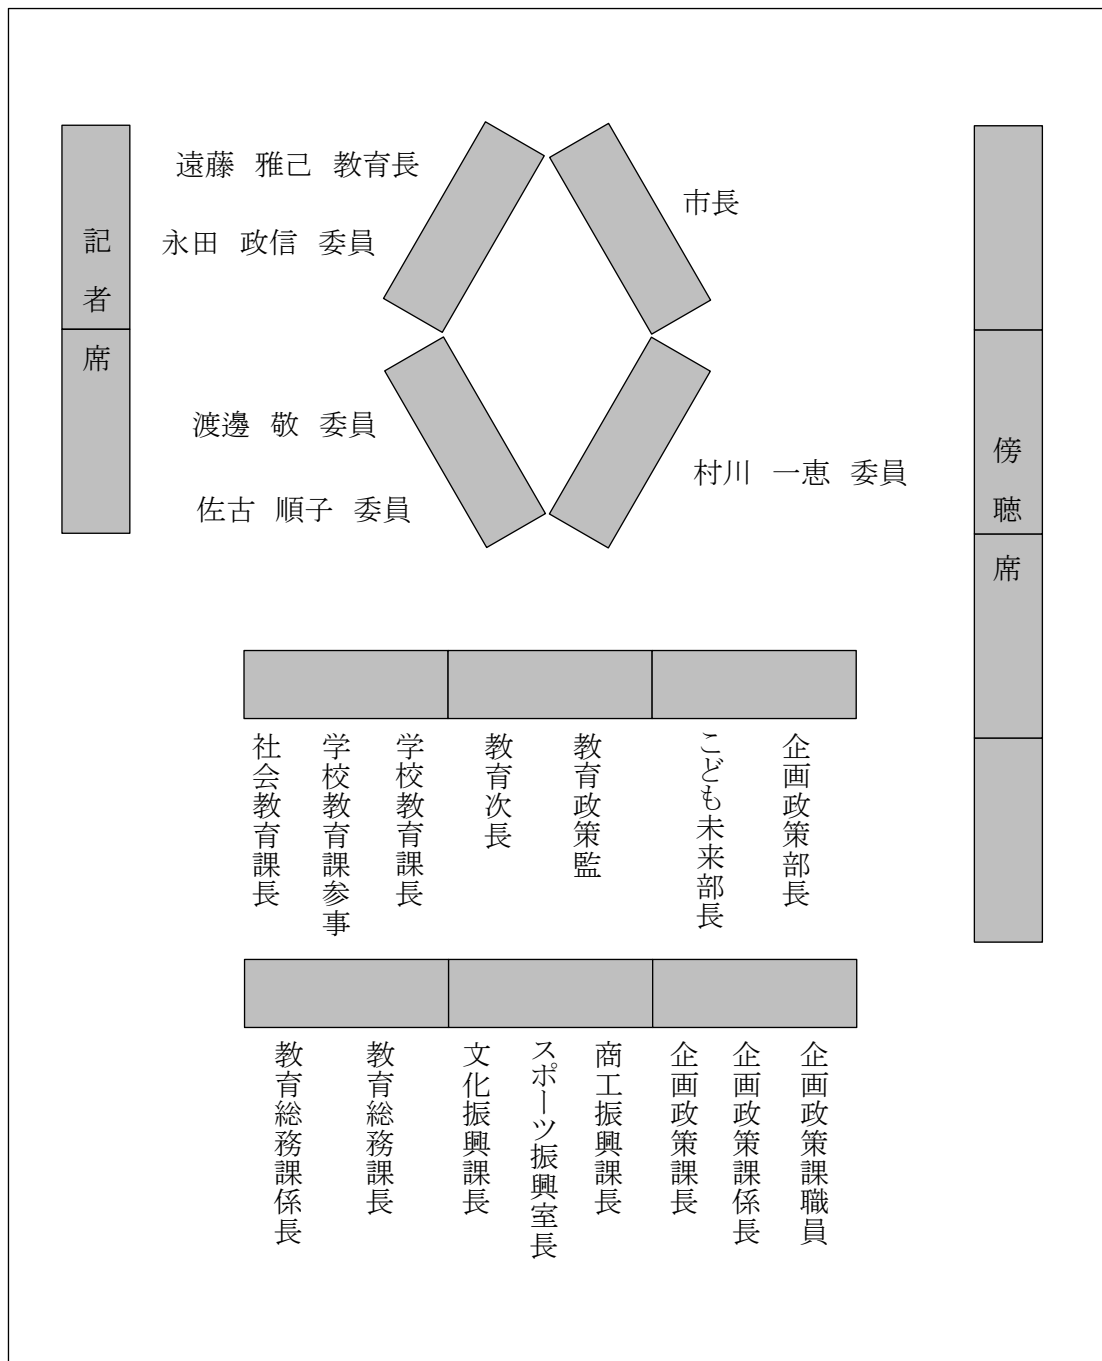 遠藤 雅己 教育長
永田 政信 委員
市長
記者席
渡邊 敬 委員
佐古 順子 委員
村川 一恵 委員
傍聴席
社会教育課長
学校教育課参事
学校教育課長
教育次長
教育政策監
こども未来部長
企画政策部長
教育総務課係長
教育総務課長
文化振興課長
スポーツ振興室長
商工振興課長
企画政策課長
企画政策課係長
企画政策課職員